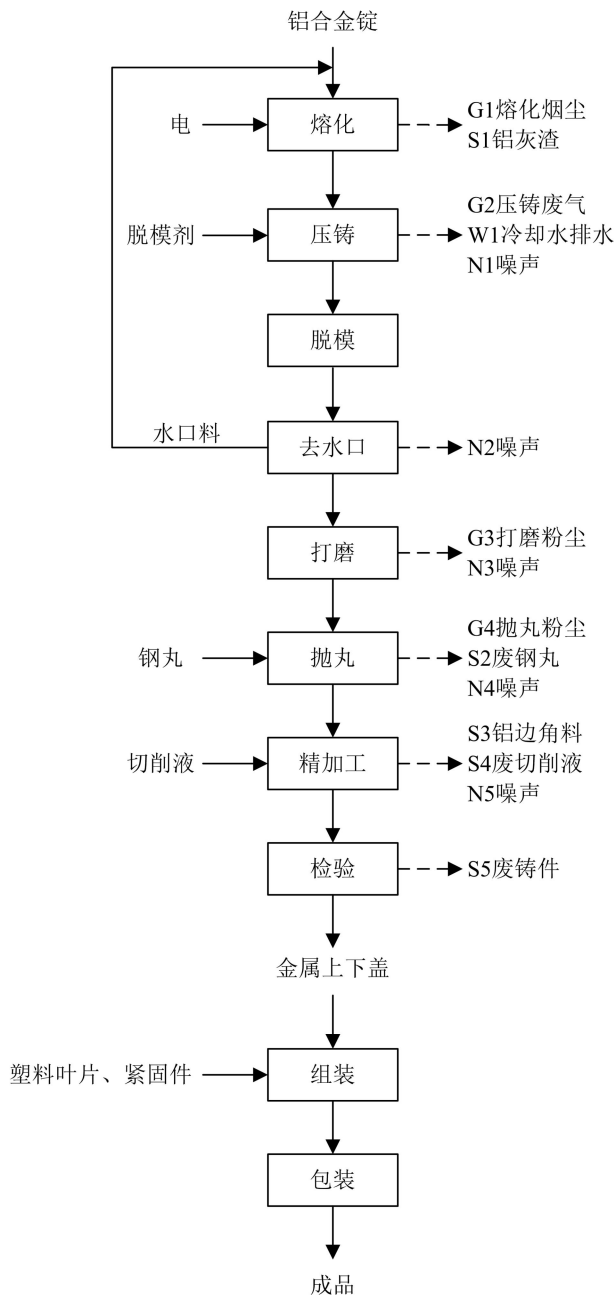 铝合金锭
电
熔化
G1熔化烟尘
S1铝灰渣
脱模剂
压铸
G2压铸废气
W1冷却水排水
N1噪声
脱模
水口料
去水口
N2噪声
打磨
G3打磨粉尘
N3噪声
钢丸
抛丸
G4抛丸粉尘
S2废钢丸
N4噪声
切削液
精加工
S3铝边角料
S4废切削液
N5噪声
检验
S5废铸件
金属上下盖
塑料叶片、紧固件
组装
包装
成品